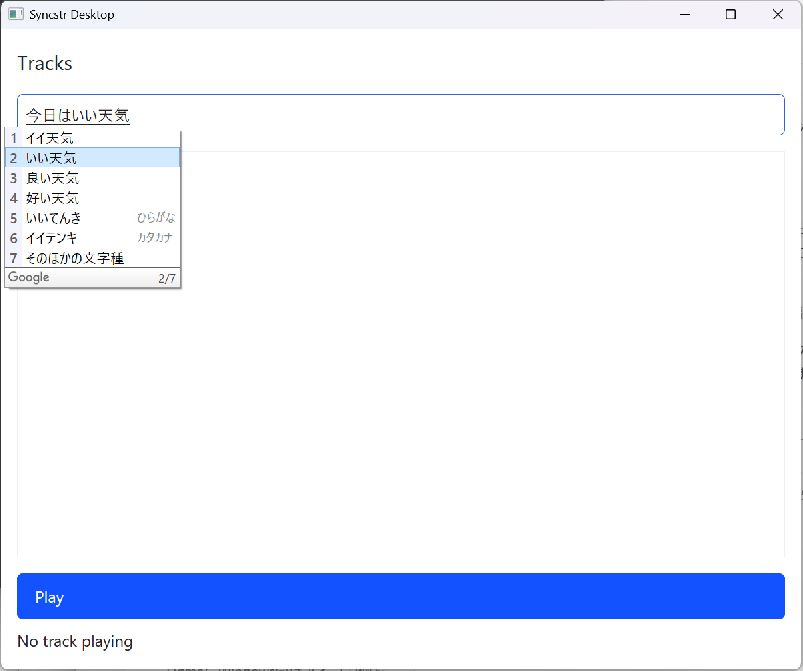 Syncstr Desktop
Tracks
今日はいい天気
1 イイ天気
2 いい天気
3 良い天気
4 好い天気
5 いいてんき ひらがな
6 イイテンキ カタカナ
7 そのほかの文字種
Google 2/7
Play
No track playing